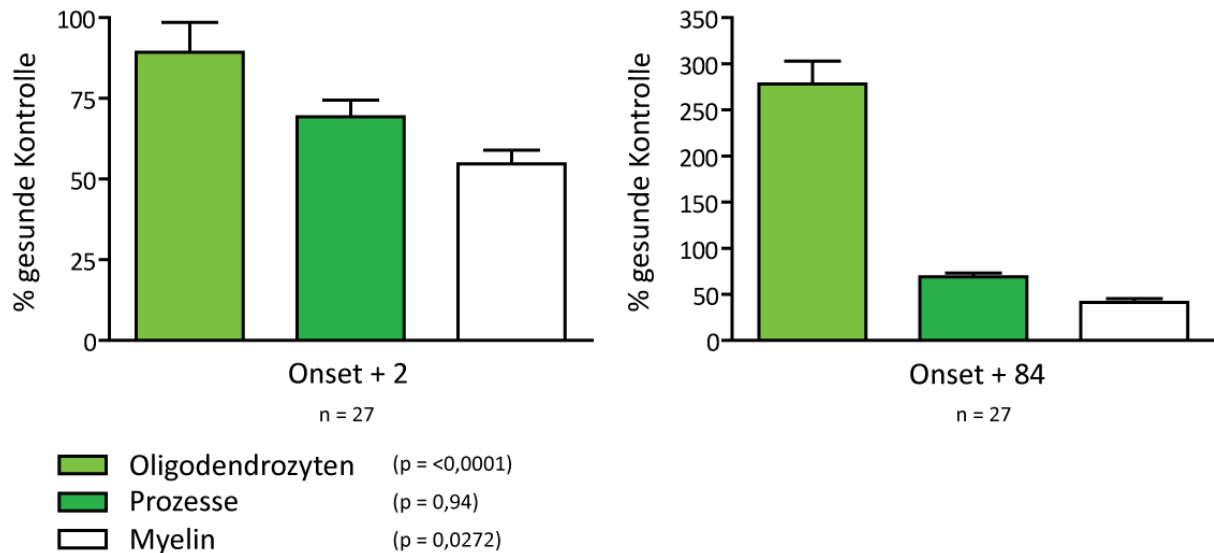 % gesunde Kontrolle
100
75
50
25
0
Onset + 2
n = 27
% gesunde Kontrolle
350
300
250
200
150
100
50
0
Onset + 84
n = 27
Oligodendrozyten (p = <0,0001)
Prozesse (p = 0,94)
Myelin (p = 0,0272)